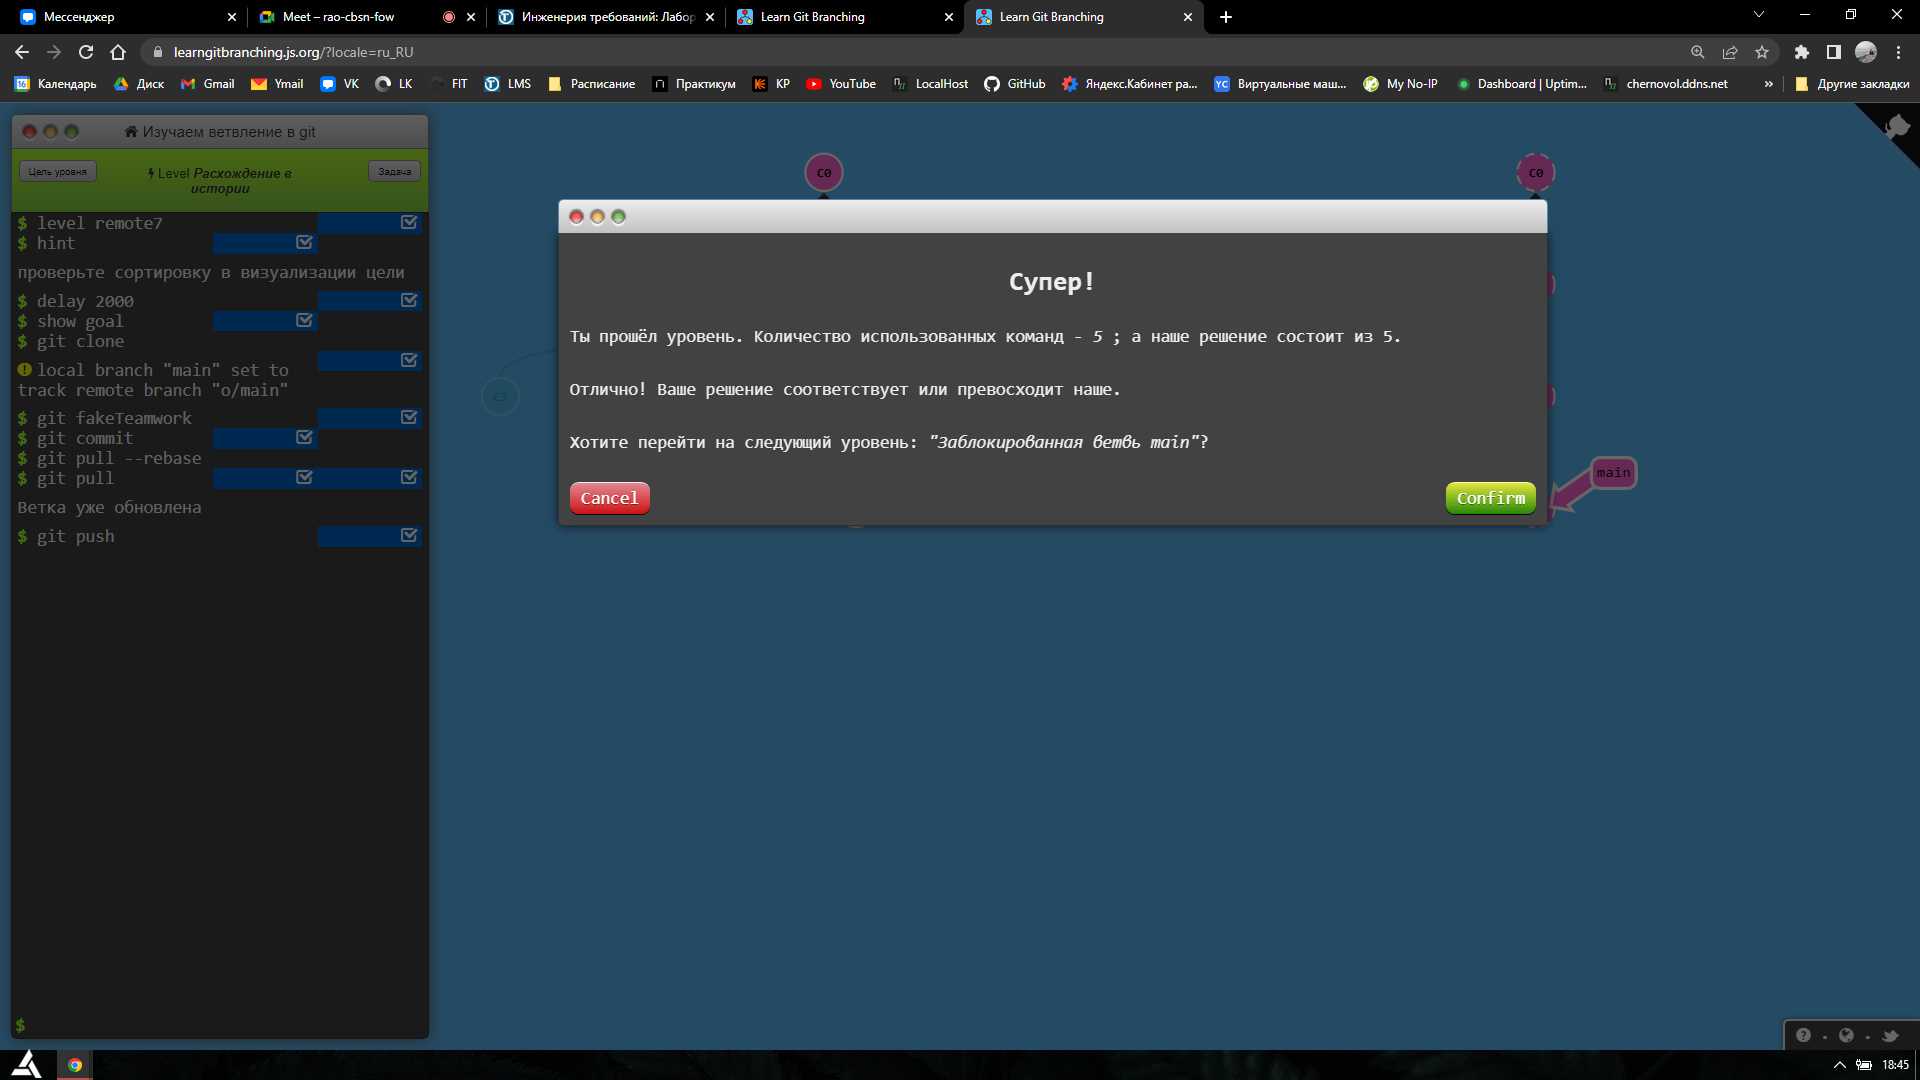 Мессенджер
Meet – rao-cbsn-fow
Инженерия требований: Лабор
Learn Git Branching
Learn Git Branching
learngitbranching.js.org/?locale=ru_RU
Календарь
Диск
Gmail
Ymail
VK
LK
FIT
LMS
Расписание
Практикум
KP
YouTube
LocalHost
GitHub
Яндекс.Кабинет ра...
Виртуальные маш...
My No-IP
Dashboard | Uptim...
chernovol.ddns.net
»
Другие закладки
Изучаем ветвление в git
Цель уровня
Level Расхождение в
истории
Задача
$ level remote7
$ hint
проверьте сортировку в визуализации цели
$ delay 2000
$ show goal
$ git clone
local branch "main" set to
track remote branch "o/main"
$ git fakeTeamwork
$ git commit
$ git pull --rebase
$ git pull
Ветка уже обновлена
$ git push
$
C0
C0
C3
main
Супер!
Ты прошёл уровень. Количество использованных команд - 5 ; а наше решение состоит из 5.
Отлично! Ваше решение соответствует или превосходит наше.
Хотите перейти на следующий уровень: "Заблокированная ветвь main"?
Cancel
Confirm
18:45